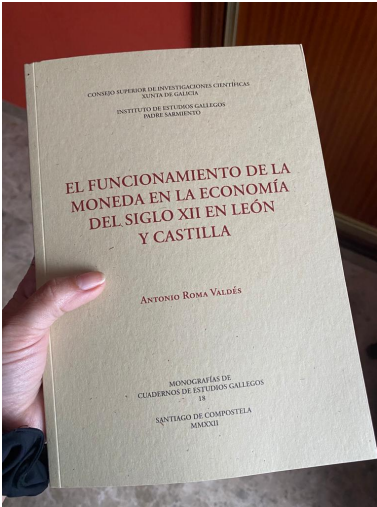 CONSEJO SUPERIOR DE INVESTIGACIONES CIENTÍFICAS
XUNTA DE GALICIA
INSTITUTO DE ESTUDIOS GALLEGOS
PADRE SARMIENTO
EL FUNCIONAMIENTO DE LA
MONEDA EN LA ECONOMÍA
DEL SIGLO XII EN LEÓN
Y CASTILLA
ANTONIO ROMA VALDÉS
MONOGRAFÍAS DE
CUADERNOS DE ESTUDIOS GALLEGOS
18
SANTIAGO DE COMPOSTELA
MMXXII